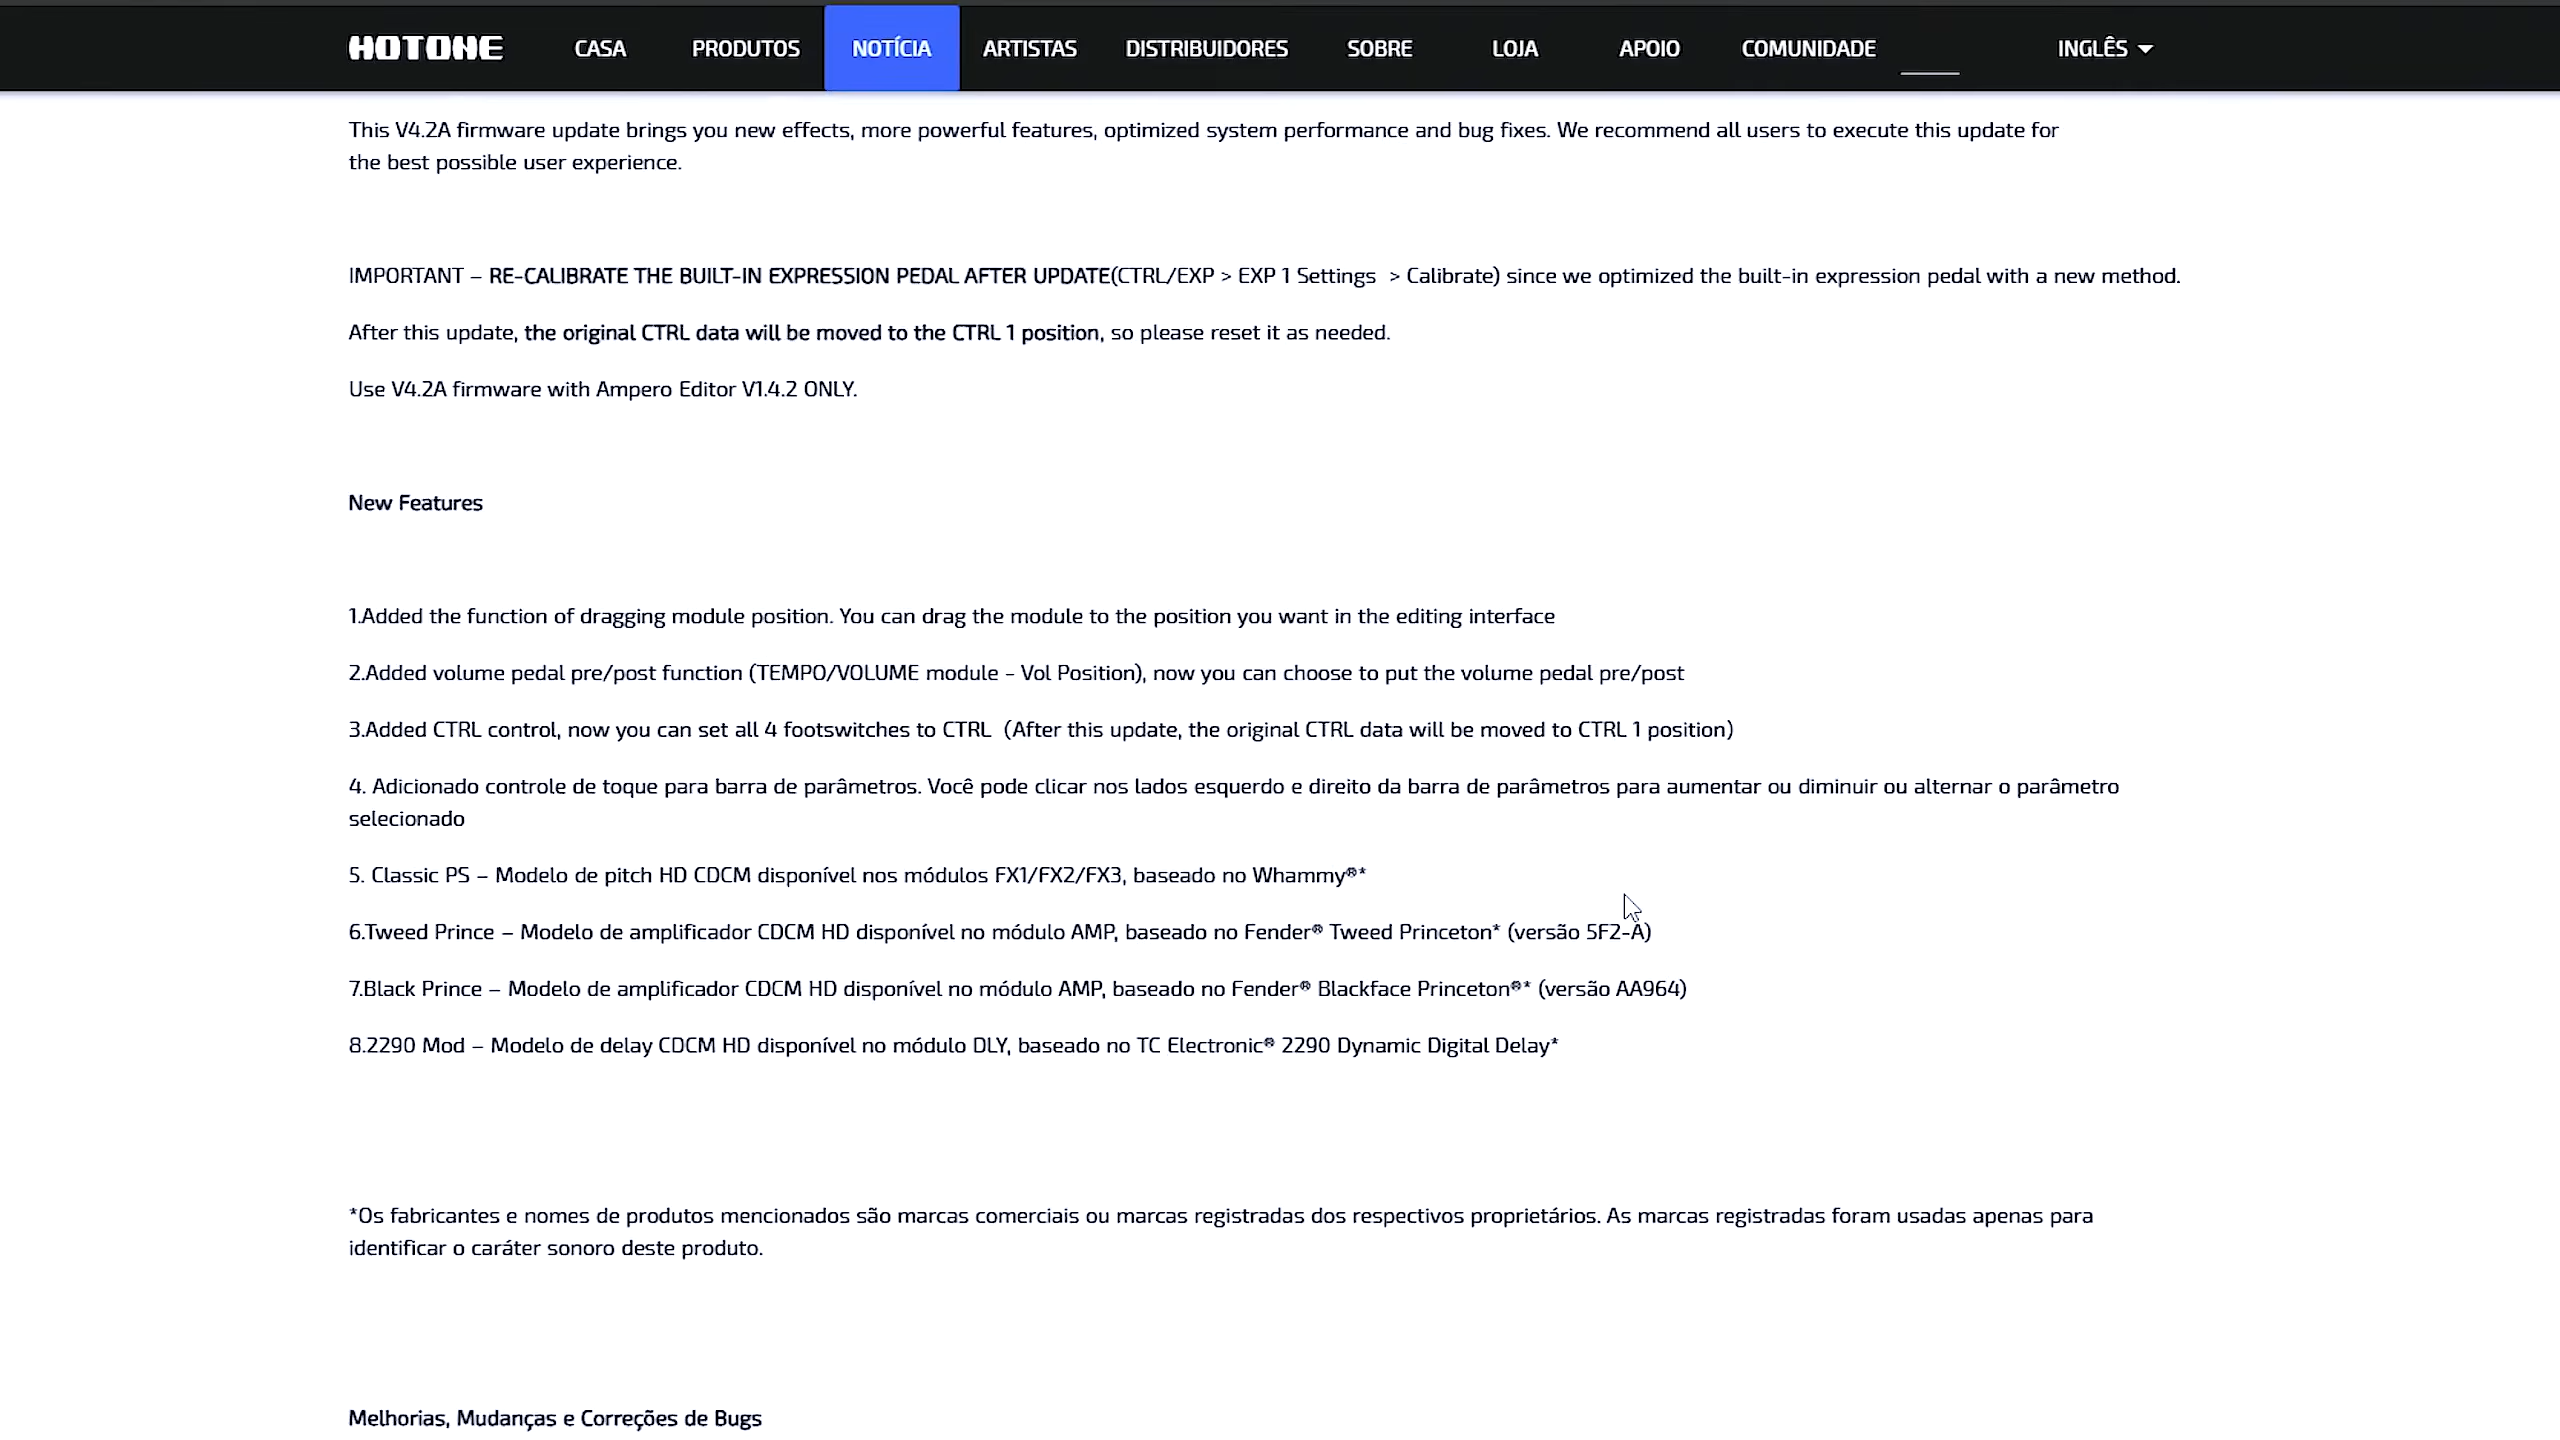 HOTONE CASA PRODUTOS NOTÍCIA ARTISTAS DISTRIBUIDORES SOBRE LOJA APOIO COMUNIDADE INGLÊS
This V4.2A firmware update brings you new effects, more powerful features, optimized system performance and bug fixes. We recommend all users to execute this update for
the best possible user experience.
IMPORTANT – RE-CALIBRATE THE BUILT-IN EXPRESSION PEDAL AFTER UPDATE(CTRL/EXP > EXP 1 Settings > Calibrate) since we optimized the built-in expression pedal with a new method.
After this update, the original CTRL data will be moved to the CTRL 1 position, so please reset it as needed.
Use V4.2A firmware with Ampero Editor V1.4.2 ONLY.
New Features
1.Added the function of dragging module position. You can drag the module to the position you want in the editing interface
2.Added volume pedal pre/post function (TEMPO/VOLUME module - Vol Position), now you can choose to put the volume pedal pre/post
3.Added CTRL control, now you can set all 4 footswitches to CTRL (After this update, the original CTRL data will be moved to CTRL 1 position)
4. Adicionado controle de toque para barra de parâmetros. Você pode clicar nos lados esquerdo e direito da barra de parâmetros para aumentar ou diminuir ou alternar o parâmetro
selecionado
5. Classic PS – Modelo de pitch HD CDCM disponível nos módulos FX1/FX2/FX3, baseado no Whammy®*
6.Tweed Prince – Modelo de amplificador CDCM HD disponível no módulo AMP, baseado no Fender® Tweed Princeton* (versão 5F2-A)
7.Black Prince – Modelo de amplificador CDCM HD disponível no módulo AMP, baseado no Fender® Blackface Princeton®* (versão AA964)
8.2290 Mod – Modelo de delay CDCM HD disponível no módulo DLY, baseado no TC Electronic® 2290 Dynamic Digital Delay*
*Os fabricantes e nomes de produtos mencionados são marcas comerciais ou marcas registradas dos respectivos proprietários. As marcas registradas foram usadas apenas para
identificar o caráter sonoro deste produto.
Melhorias, Mudanças e Correções de Bugs